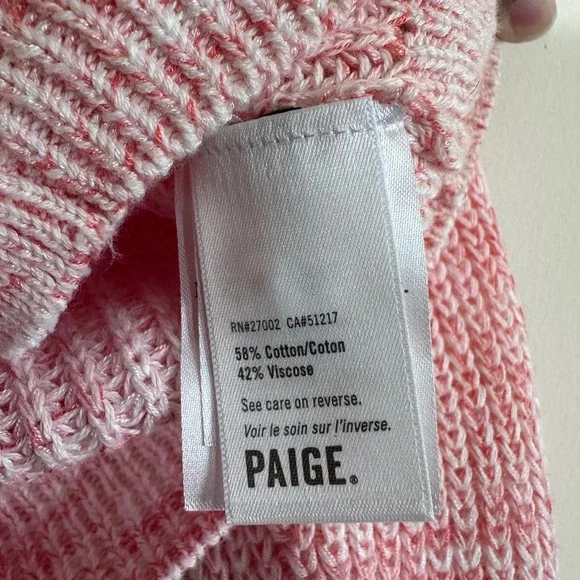 RN#27002 CA#51217
58% Cotton/Coton
42% Viscose
See care on reverse.
Voir le soin sur l'inverse.
PAIGE.®